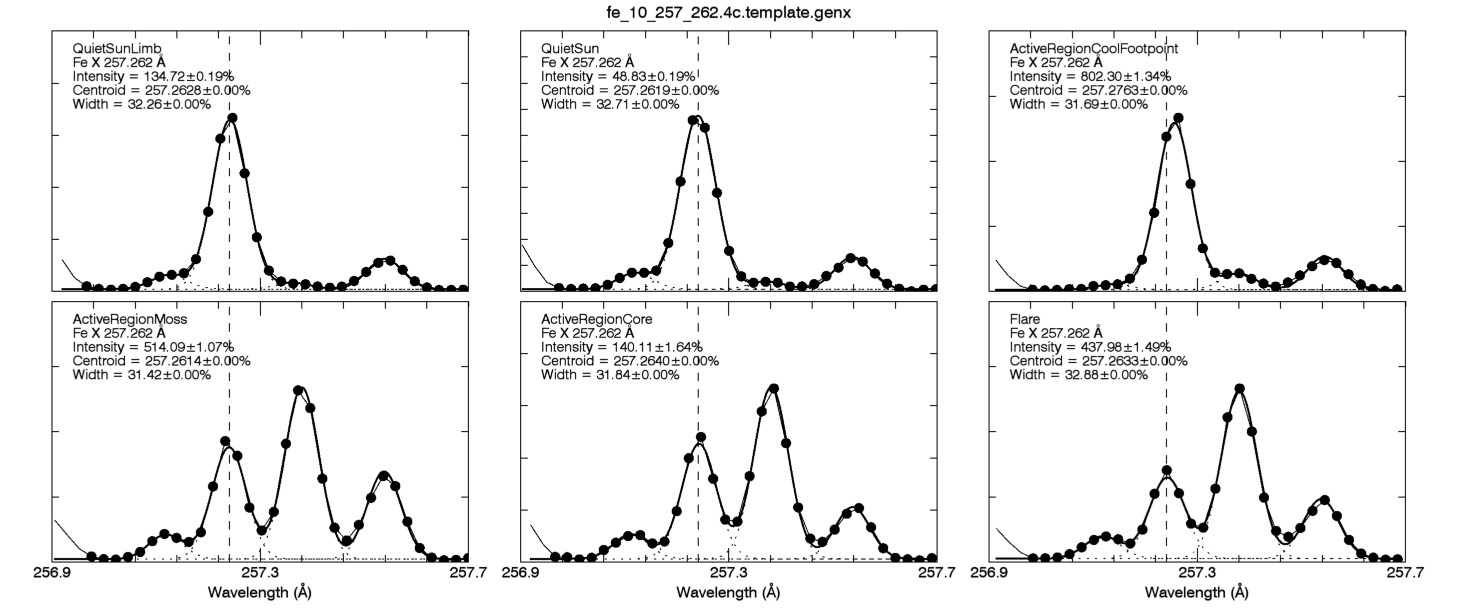 fe_10_257_262.4c.template.genx
QuietSunLimb
Fe X 257.262 Å
Intensity = 134.72±0.19%
Centroid = 257.2628±0.00%
Width = 32.26±0.00%
QuietSun
Fe X 257.262 Å
Intensity = 48.83±0.19%
Centroid = 257.2619±0.00%
Width = 32.71±0.00%
ActiveRegionCoolFootpoint
Fe X 257.262 Å
Intensity = 802.30±1.34%
Centroid = 257.2763±0.00%
Width = 31.69±0.00%
ActiveRegionMoss
Fe X 257.262 Å
Intensity = 514.09±1.07%
Centroid = 257.2614±0.00%
Width = 31.42±0.00%
ActiveRegionCore
Fe X 257.262 Å
Intensity = 140.11±1.64%
Centroid = 257.2640±0.00%
Width = 31.84±0.00%
Flare
Fe X 257.262 Å
Intensity = 437.98±1.49%
Centroid = 257.2633±0.00%
Width = 32.88±0.00%
256.9 257.3 257.7
Wavelength (Å)
256.9 257.3 257.7
Wavelength (Å)
256.9 257.3 257.7
Wavelength (Å)